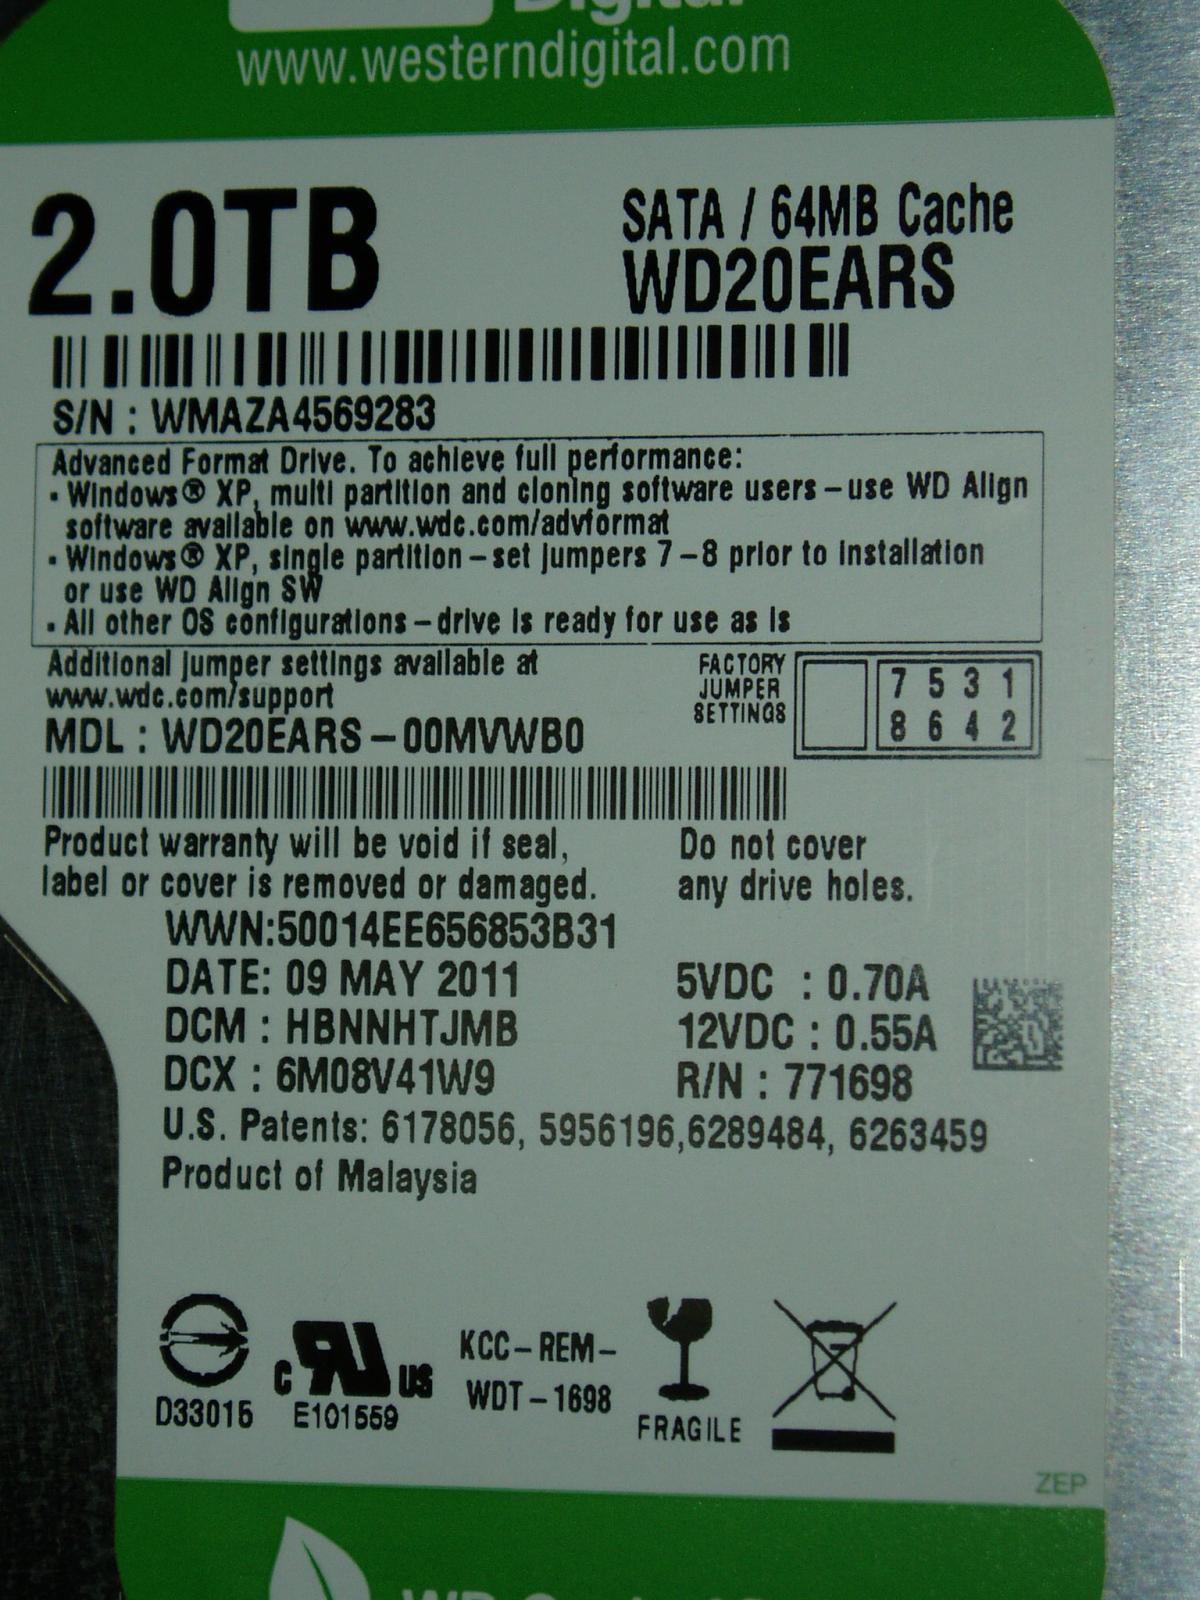 Digital
www.westerndigital.com
2.0TB
SATA / 64MB Cache
WD20EARS
S/N : WMAZA4569283
Advanced Format Drive. To achieve full performance:
• Windows® XP, multi partition and cloning software users – use WD Align
software available on www.wdc.com/advformat
• Windows® XP, single partition – set jumpers 7 – 8 prior to installation
or use WD Align SW
• All other OS configurations – drive is ready for use as is
Additional jumper settings available at
www.wdc.com/support
FACTORY
JUMPER
SETTINGS
7 5 3 1
8 6 4 2
MDL : WD20EARS – 00MVWB0
Product warranty will be void if seal,
label or cover is removed or damaged.
Do not cover
any drive holes.
WWN:50014EE656853B31
DATE: 09 MAY 2011
DCM : HBNNHTJMB
DCX : 6M08V41W9
5VDC : 0.70A
12VDC : 0.55A
R/N : 771698
U.S. Patents: 6178056, 5956196,6289484, 6263459
Product of Malaysia
D33015
C UR US
E101559
KCC – REM –
WDT – 1698
FRAGILE
ZEP